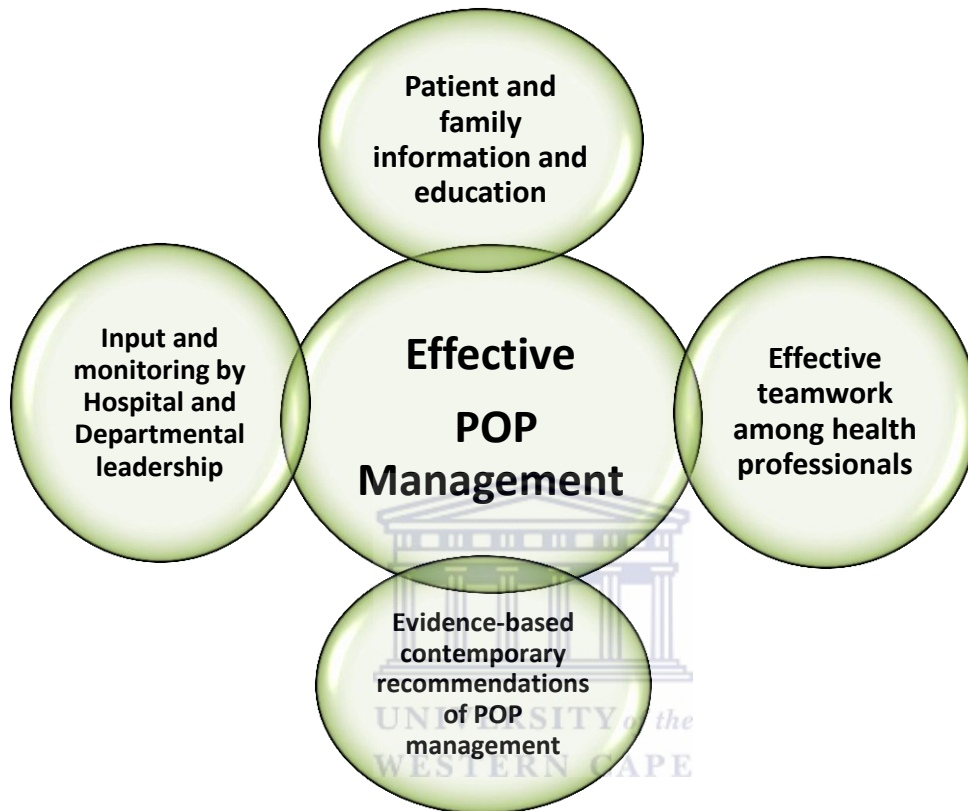 Patient and
family
information and
education
Input and
monitoring by
Hospital and
Departmental
leadership
Effective
POP
Management
Effective
teamwork
among health
professionals
Evidence-based
contemporary
recommendations
of POP
management
UNIVERSITY of the
WESTERN CAPE